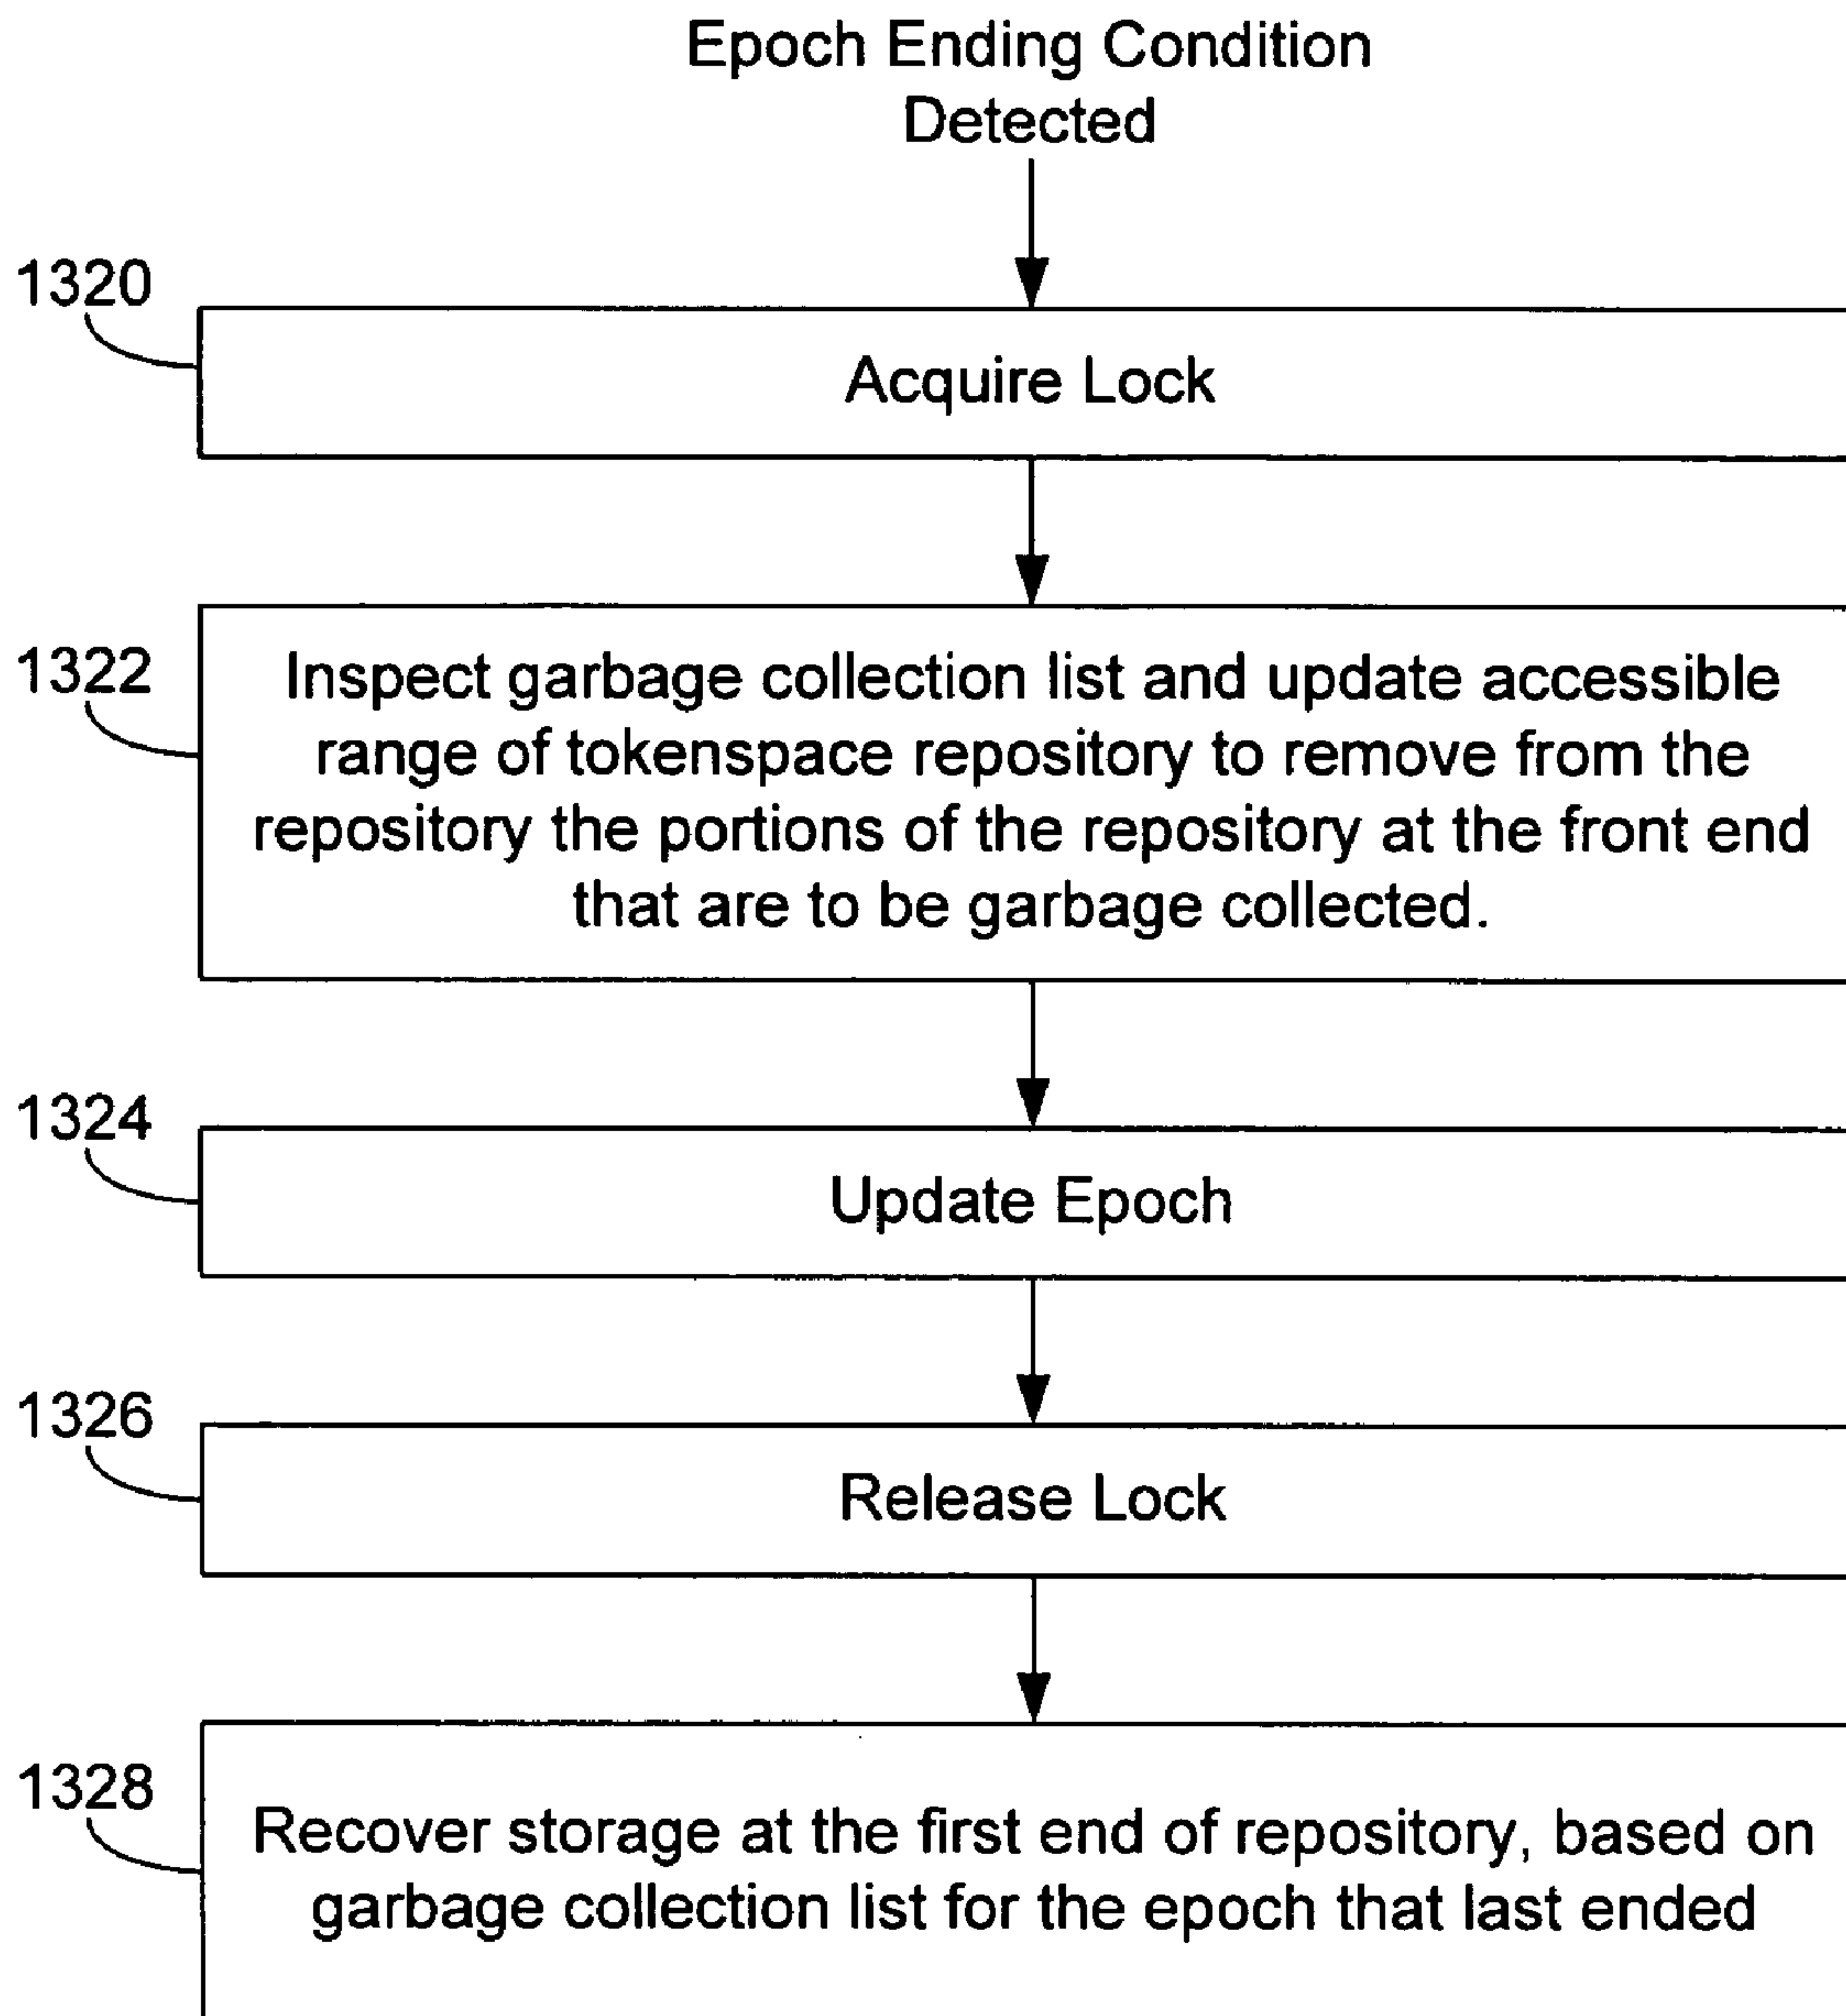 Epoch Ending Condition
Detected
1320
Acquire Lock
1322
Inspect garbage collection list and update accessible
range of tokenspace repository to remove from the
repository the portions of the repository at the front end
that are to be garbage collected.
1324
Update Epoch
1326
Release Lock
1328
Recover storage at the first end of repository, based on
garbage collection list for the epoch that last ended